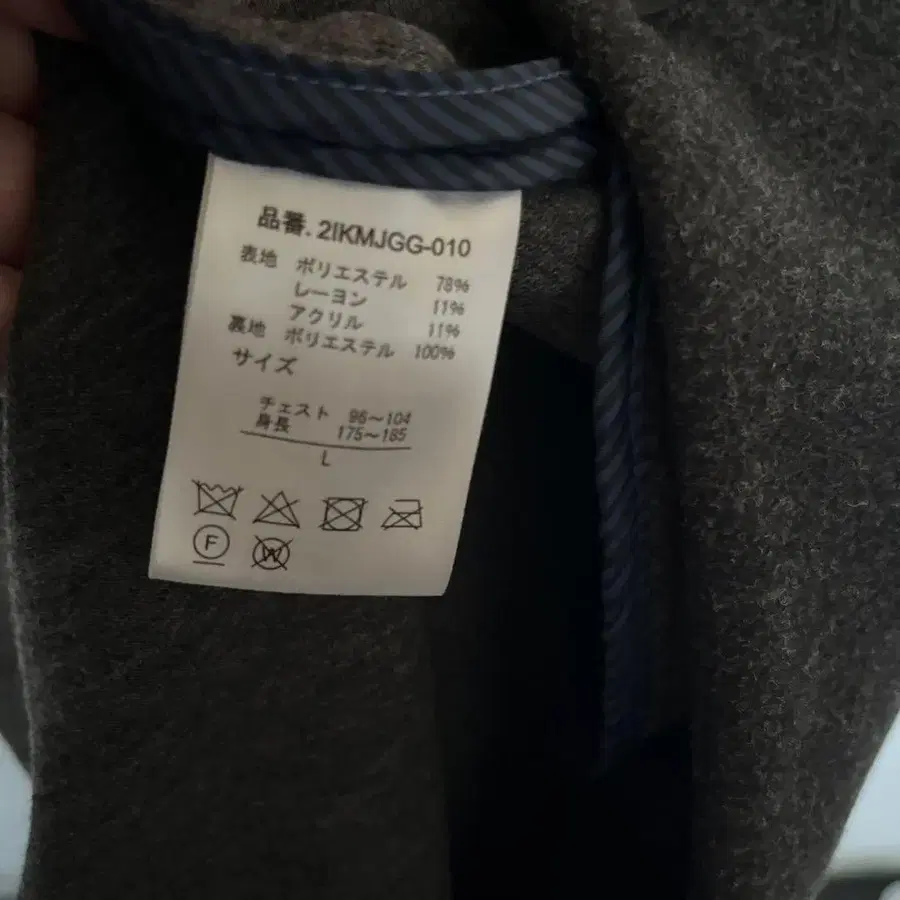 品番. 2IKMJGG-010
表地 ポリエステル 78%
レーヨン 11%
アクリル 11%
裏地 ポリエステル 100%
サイズ
チェスト 96~104
身長 175~185
L
F
W